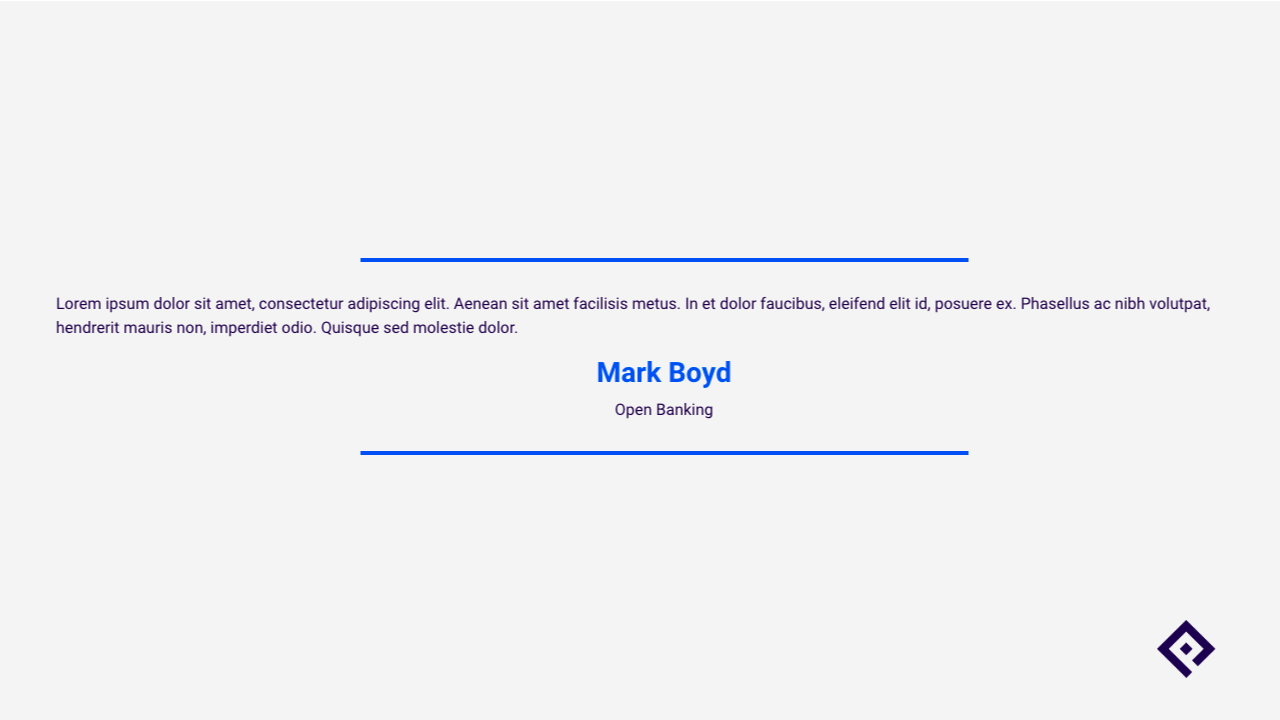 Lorem ipsum dolor sit amet, consectetur adipiscing elit. Aenean sit amet facilisis metus. In et dolor faucibus, eleifend elit id, posuere ex. Phasellus ac nibh volutpat,
hendrerit mauris non, imperdiet odio. Quisque sed molestie dolor.
Mark Boyd
Open Banking